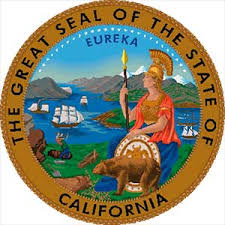 THE GREAT SEAL OF THE STATE OF
CALIFORNIA
EUREKA